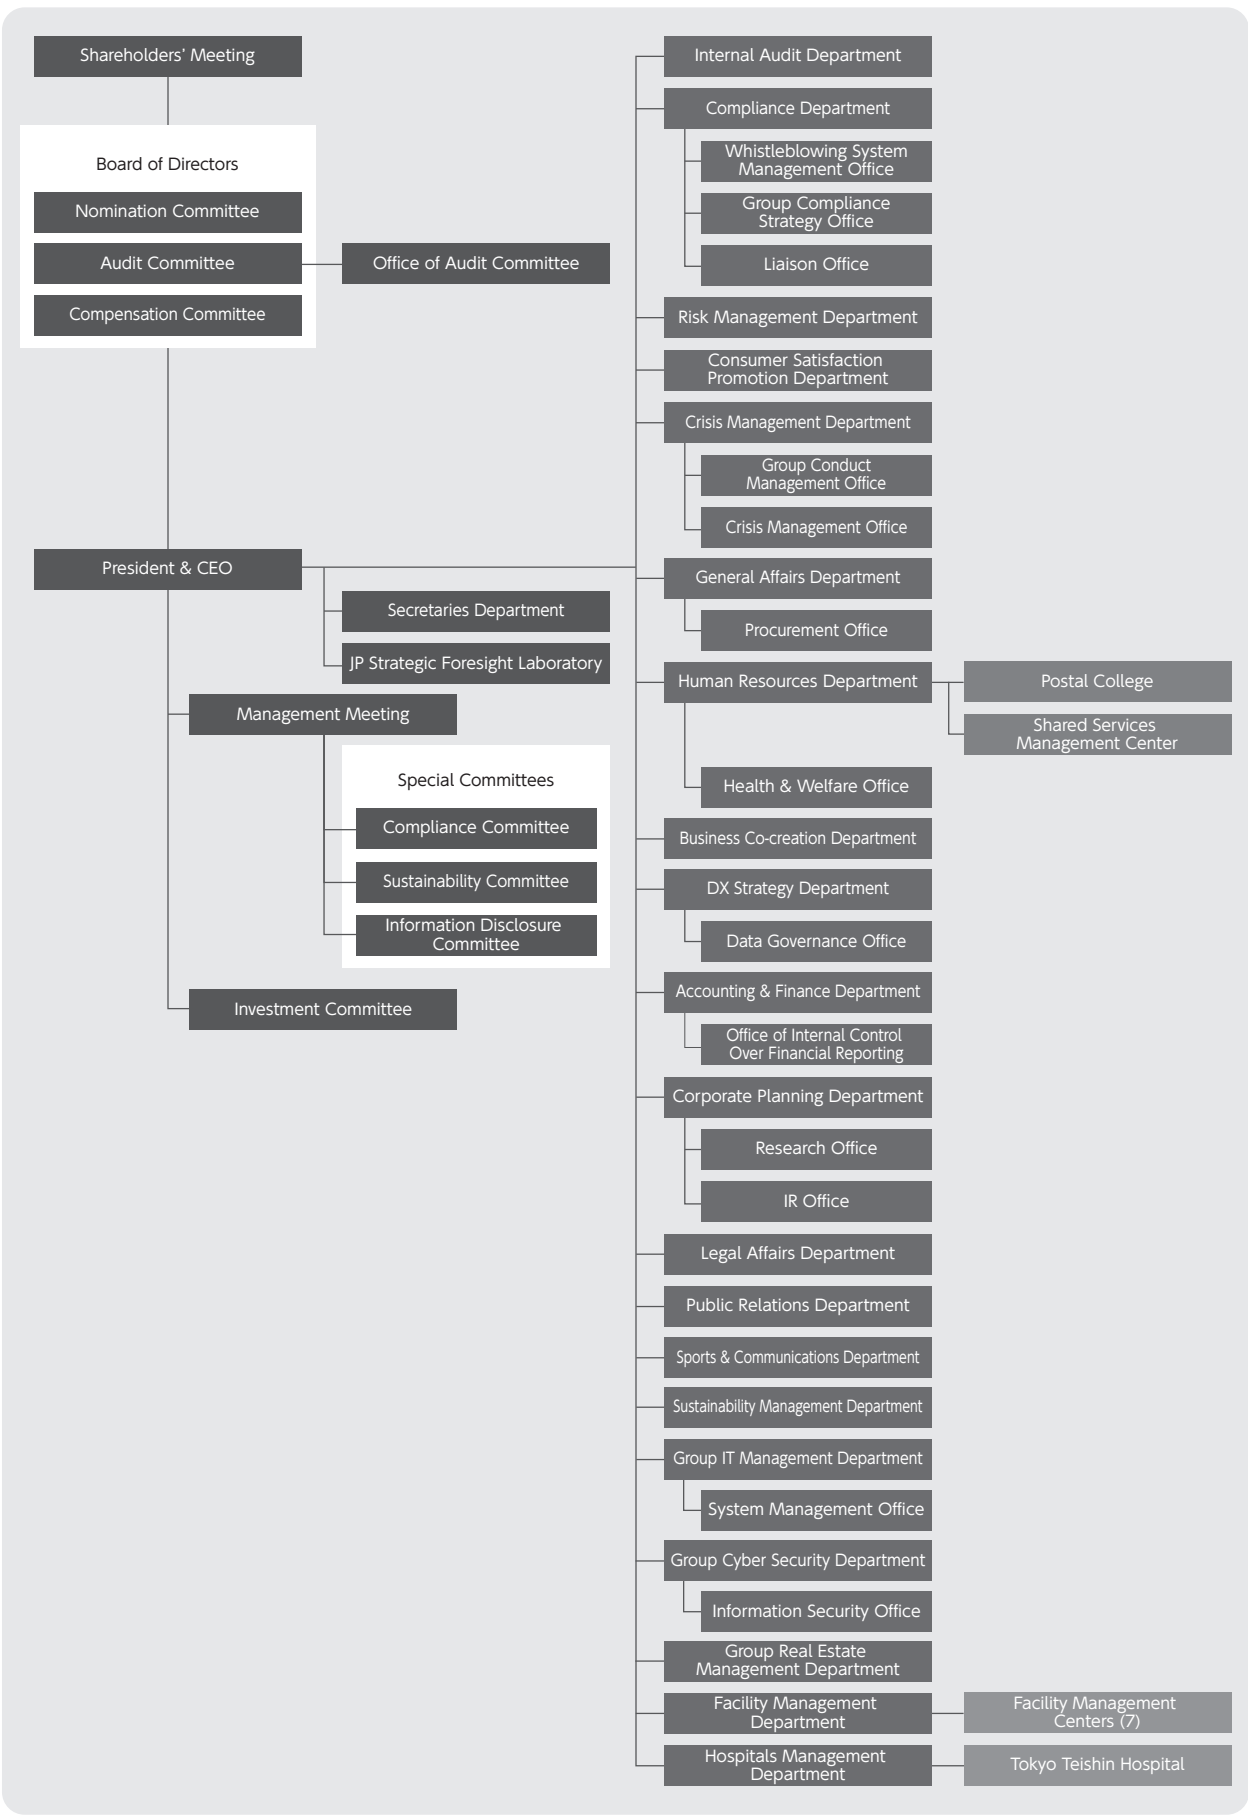 Shareholders' Meeting
Board of Directors
Nomination Committee
Audit Committee
Office of Audit Committee
Compensation Committee
President & CEO
Secretaries Department
JP Strategic Foresight Laboratory
Management Meeting
Special Committees
Compliance Committee
Sustainability Committee
Information Disclosure
Committee
Investment Committee
Internal Audit Department
Compliance Department
Whistleblowing System
Management Office
Group Compliance
Strategy Office
Liaison Office
Risk Management Department
Consumer Satisfaction
Promotion Department
Crisis Management Department
Group Conduct
Management Office
Crisis Management Office
General Affairs Department
Procurement Office
Human Resources Department
Postal College
Shared Services
Management Center
Health & Welfare Office
Business Co-creation Department
DX Strategy Department
Data Governance Office
Accounting & Finance Department
Office of Internal Control
Over Financial Reporting
Corporate Planning Department
Research Office
IR Office
Legal Affairs Department
Public Relations Department
Sports & Communications Department
Sustainability Management Department
Group IT Management Department
System Management Office
Group Cyber Security Department
Information Security Office
Group Real Estate
Management Department
Facility Management
Department
Facility Management
Centers (7)
Hospitals Management
Department
Tokyo Teishin Hospital